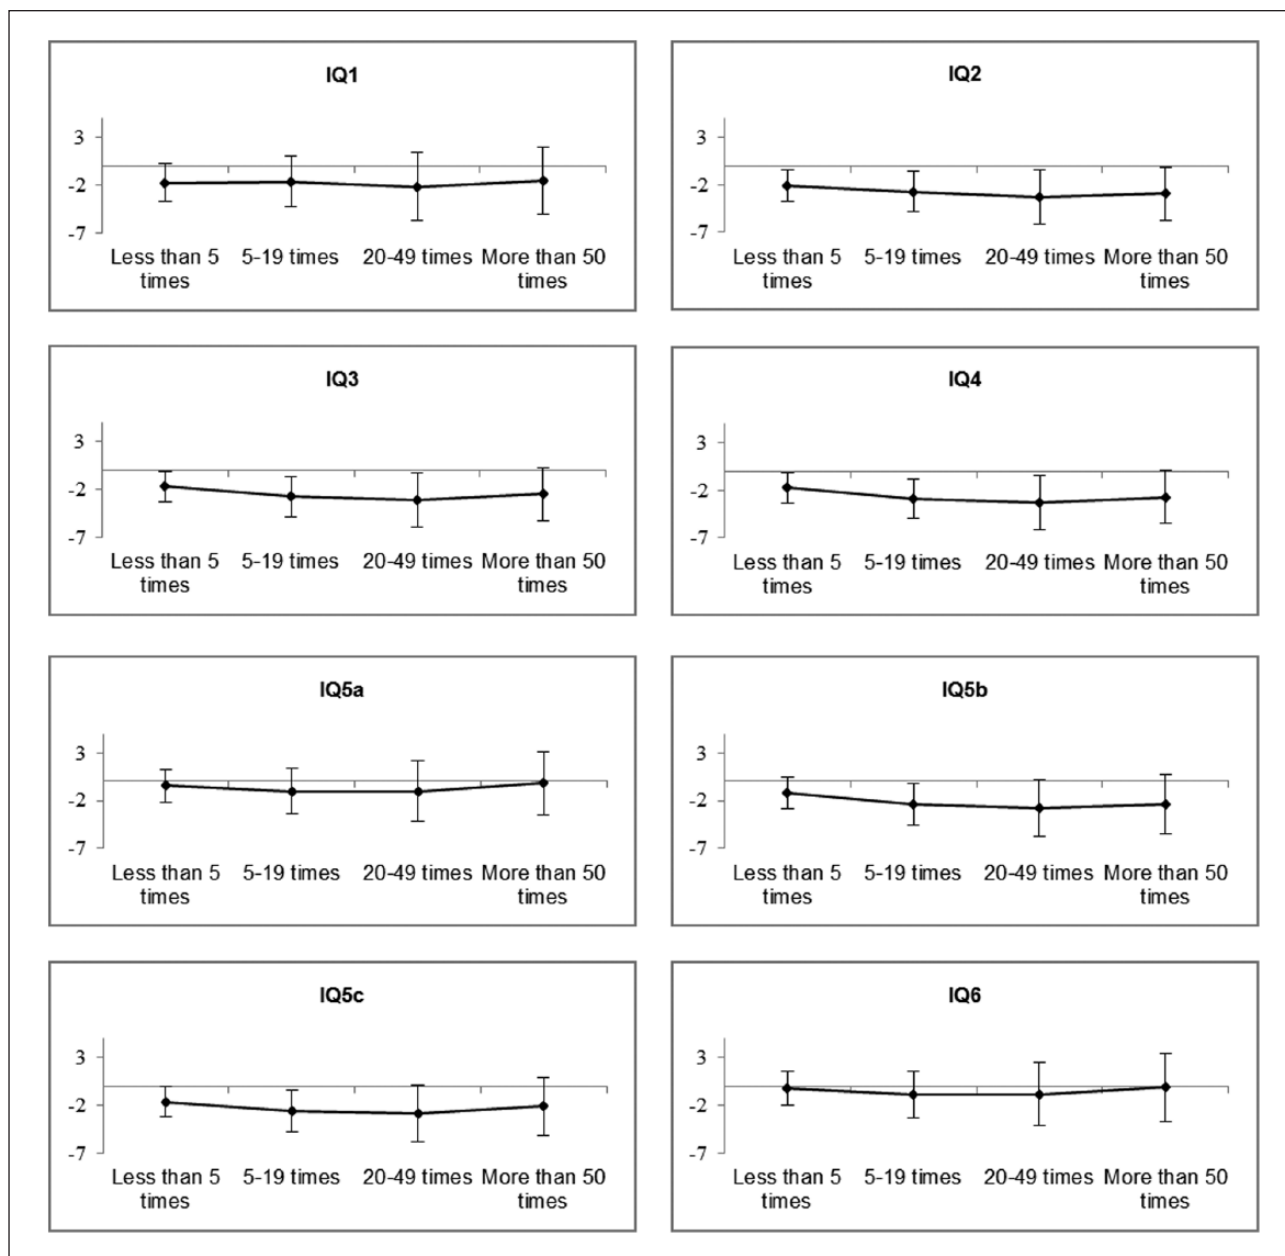 IQ1
3
-2
-7
Less than 5 times
5-19 times
20-49 times
More than 50 times
IQ2
3
-2
-7
Less than 5 times
5-19 times
20-49 times
More than 50 times
IQ3
3
-2
-7
Less than 5 times
5-19 times
20-49 times
More than 50 times
IQ4
3
-2
-7
Less than 5 times
5-19 times
20-49 times
More than 50 times
IQ5a
3
-2
-7
Less than 5 times
5-19 times
20-49 times
More than 50 times
IQ5b
3
-2
-7
Less than 5 times
5-19 times
20-49 times
More than 50 times
IQ5c
3
-2
-7
Less than 5 times
5-19 times
20-49 times
More than 50 times
IQ6
3
-2
-7
Less than 5 times
5-19 times
20-49 times
More than 50 times